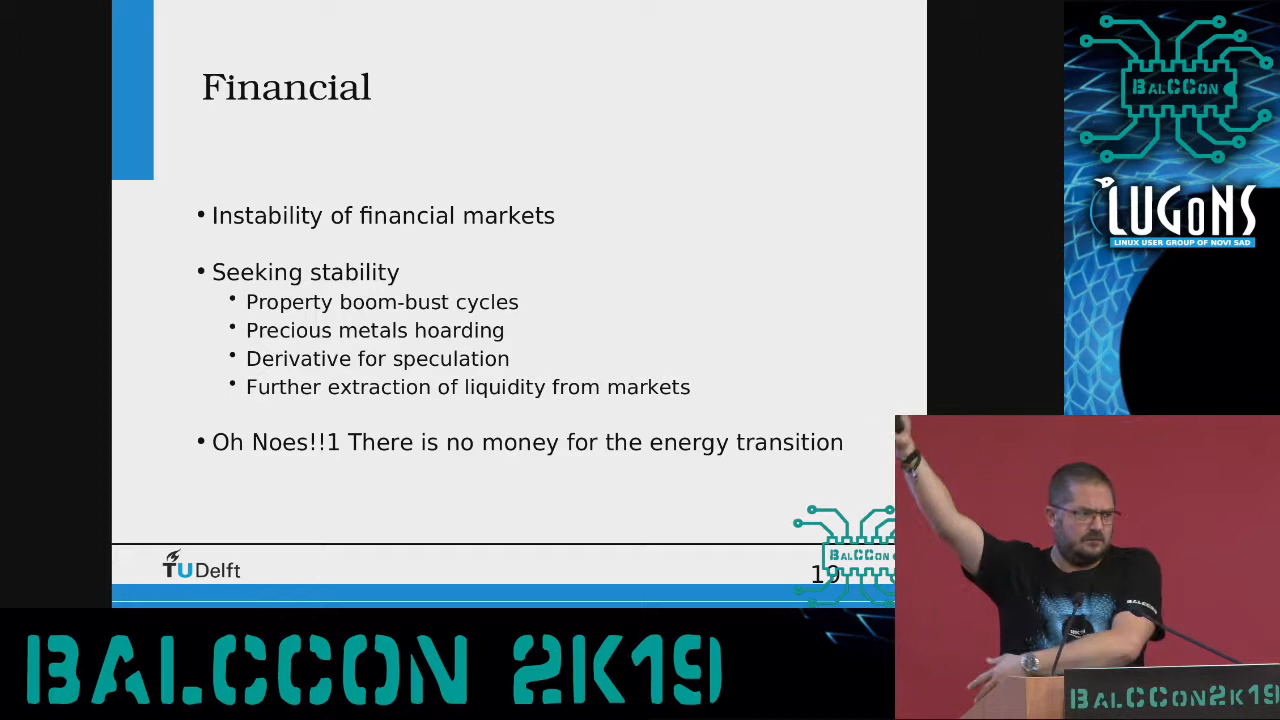 Financial
• Instability of financial markets
• Seeking stability
• Property boom-bust cycles
• Precious metals hoarding
• Derivative for speculation
• Further extraction of liquidity from markets
• Oh Noes!!1 There is no money for the energy transition
TUDelft
BALCCON
19
BALCCON
LUGoNS
LINUX USER GROUP OF NOVI SAD
BALCCON
BALCCON2K19
BALCCON 2K19